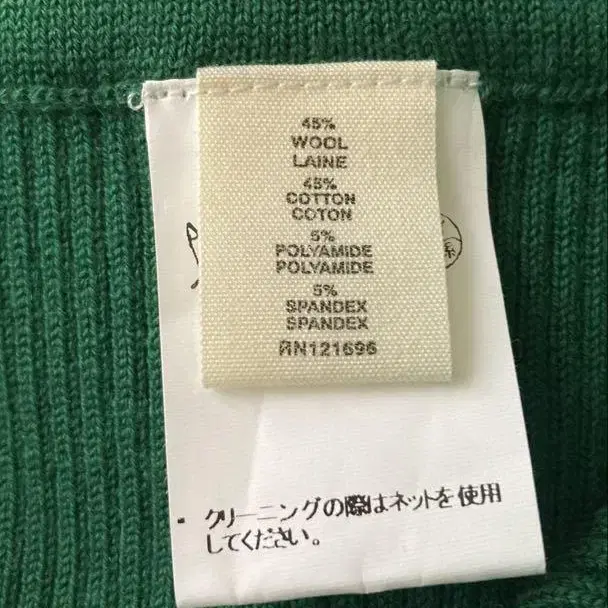 45%
WOOL
LAINE
45%
COTTON
COTON
5%
POLYAMIDE
POLYAMIDE
5%
SPANDEX
SPANDEX
RN121696
・クリーニングの際はネットを使用
してください。